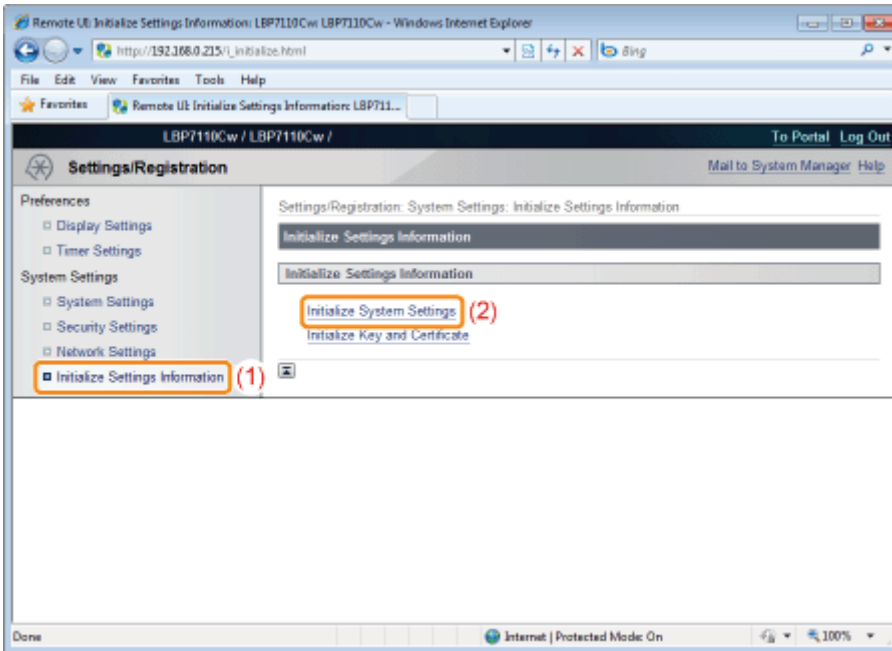 Remote UI: Initialize Settings Information: LBP7110Cw: LBP7110Cw - Windows Internet Explorer
http://192.168.0.215/i_initialize.html
Bing
File Edit View Favorites Tools Help
Favorites
Remote UI: Initialize Settings Information: LBP711...
LBP7110Cw / LBP7110Cw /
To Portal Log Out
Settings/Registration
Mail to System Manager Help
Preferences
Display Settings
Timer Settings
System Settings
System Settings
Security Settings
Network Settings
Initialize Settings Information (1)
Settings/Registration: System Settings: Initialize Settings Information
Initialize Settings Information
Initialize Settings Information
Initialize System Settings (2)
Initialize Key and Certificate
Done
Internet | Protected Mode: On
100%